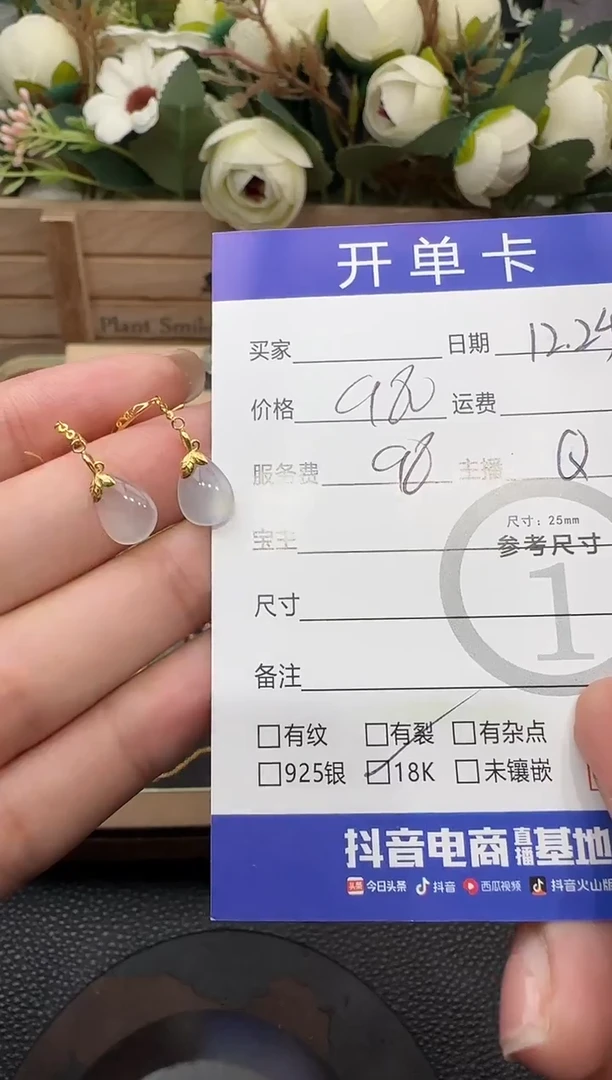 Plant Smile
开单卡
买家 日期 12.24
价格 980 运费
服务费 98 主播 Q
尺寸：25mm
宝主 参考尺寸
1
尺寸
备注
有纹 有裂 有杂点
925银 18K 未镶嵌
抖音电商直播基地
头条 今日头条 抖音 西瓜视频 抖音火山版